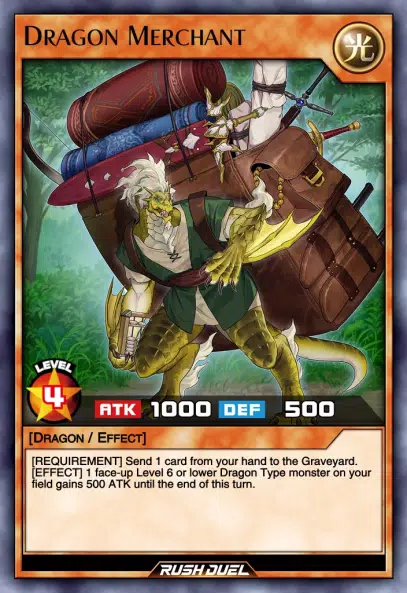 Dragon Merchant
光
LEVEL
4
ATK 1000 DEF 500
[Dragon / Effect]
[REQUIREMENT] Send 1 card from your hand to the Graveyard.
[EFFECT] 1 face-up Level 6 or lower Dragon Type monster on your
field gains 500 ATK until the end of this turn.
RUSH DUEL